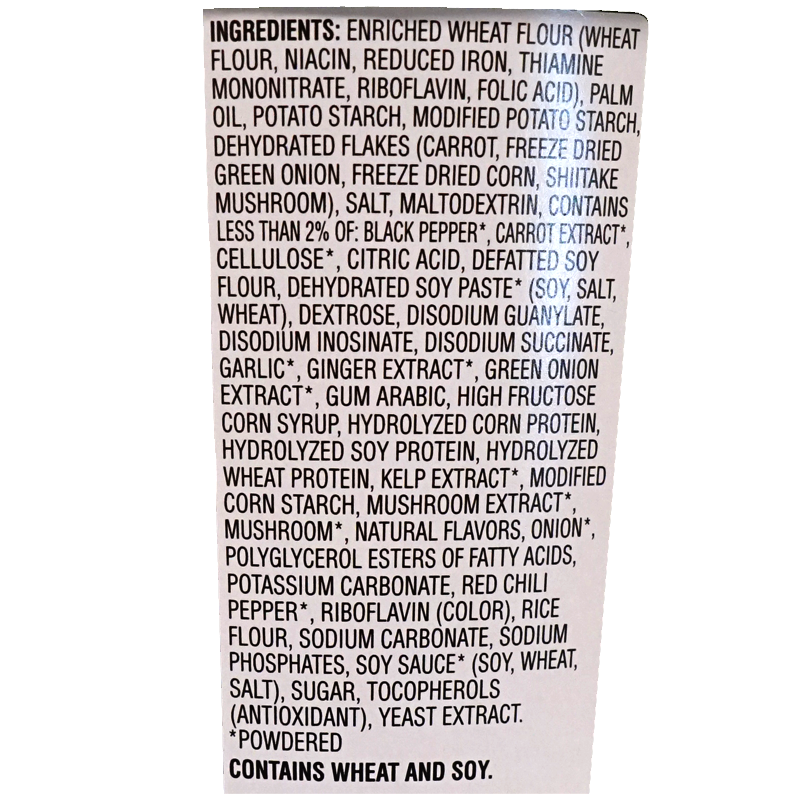 INGREDIENTS: ENRICHED WHEAT FLOUR (WHEAT
FLOUR, NIACIN, REDUCED IRON, THIAMINE
MONONITRATE, RIBOFLAVIN, FOLIC ACID), PALM
OIL, POTATO STARCH, MODIFIED POTATO STARCH,
DEHYDRATED FLAKES (CARROT, FREEZE DRIED
GREEN ONION, FREEZE DRIED CORN, SHIITAKE
MUSHROOM), SALT, MALTODEXTRIN, CONTAINS
LESS THAN 2% OF: BLACK PEPPER*, CARROT EXTRACT*,
CELLULOSE*, CITRIC ACID, DEFATTED SOY
FLOUR, DEHYDRATED SOY PASTE* (SOY, SALT,
WHEAT), DEXTROSE, DISODIUM GUANYLATE,
DISODIUM INOSINATE, DISODIUM SUCCINATE,
GARLIC*, GINGER EXTRACT*, GREEN ONION
EXTRACT*, GUM ARABIC, HIGH FRUCTOSE
CORN SYRUP, HYDROLYZED CORN PROTEIN,
HYDROLYZED SOY PROTEIN, HYDROLYZED
WHEAT PROTEIN, KELP EXTRACT*, MODIFIED
CORN STARCH, MUSHROOM EXTRACT*,
MUSHROOM*, NATURAL FLAVORS, ONION*,
POLYGLYCEROL ESTERS OF FATTY ACIDS,
POTASSIUM CARBONATE, RED CHILI
PEPPER*, RIBOFLAVIN (COLOR), RICE
FLOUR, SODIUM CARBONATE, SODIUM
PHOSPHATES, SOY SAUCE* (SOY, WHEAT,
SALT), SUGAR, TOCOPHEROLS
(ANTIOXIDANT), YEAST EXTRACT.
*POWDERED
CONTAINS WHEAT AND SOY.